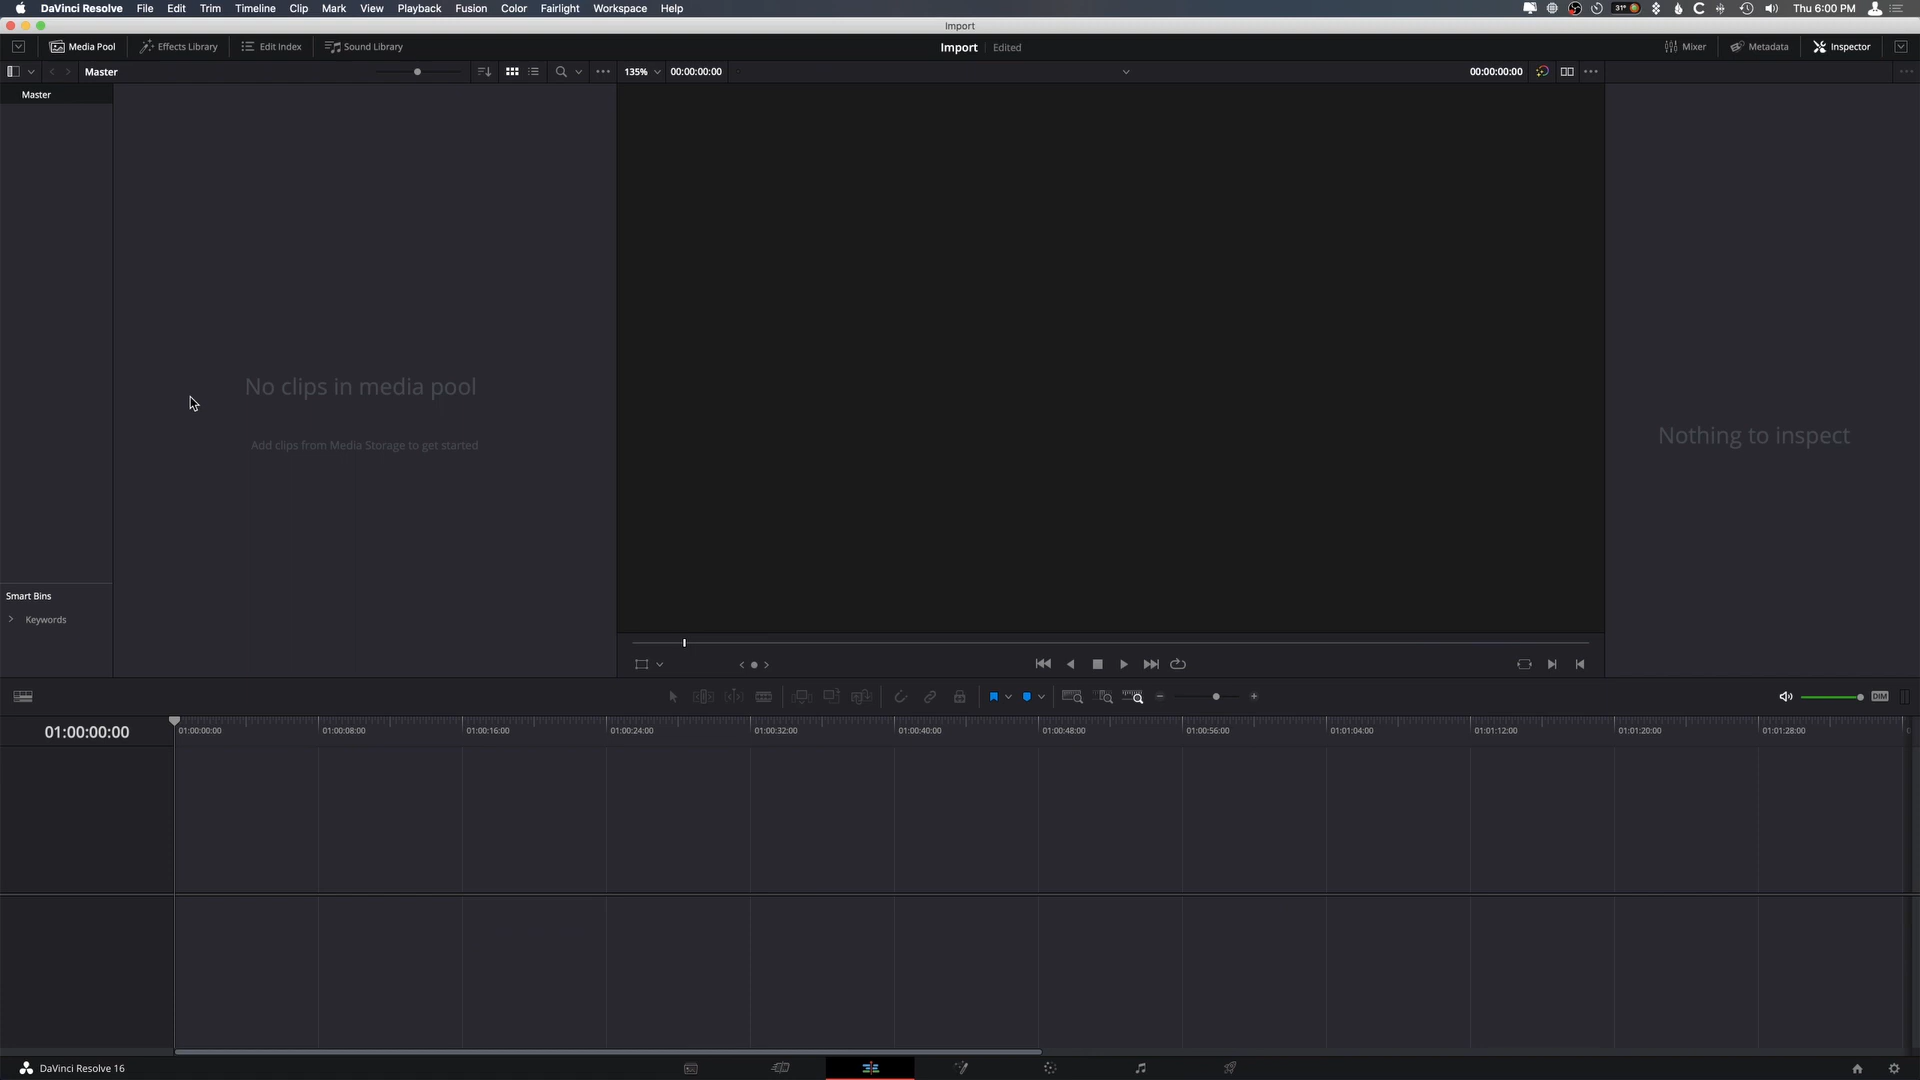 DaVinci Resolve File Edit Trim Timeline Clip Mark View Playback Fusion Color Fairlight Workspace Help 31° Thu 6:00 PM
Import
Media Pool Effects Library Edit Index Sound Library Import Edited Mixer Metadata Inspector
Master 135% 00:00:00:00 00:00:00:00
Master
No clips in media pool
Add clips from Media Storage to get started
Nothing to inspect
Smart Bins
Keywords
DIM
01:00:00:00 01:00:00:00 01:00:08:00 01:00:16:00 01:00:24:00 01:00:32:00 01:00:40:00 01:00:48:00 01:00:56:00 01:01:04:00 01:01:12:00 01:01:20:00 01:01:28:00
DaVinci Resolve 16